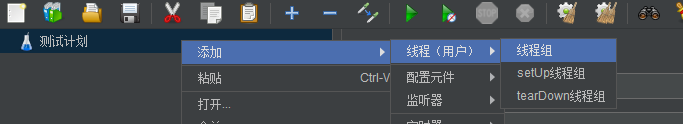 测试计划
添加
线程（用户）
线程组
粘贴
Ctrl-V
配置元件
setUp线程组
打开...
监听器
tearDown线程组